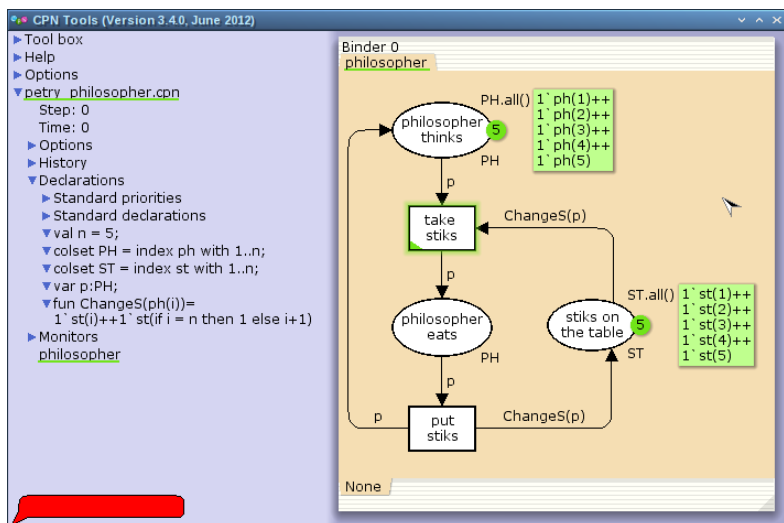 CPN Tools (Version 3.4.0, June 2012)
Tool box
Help
Options
petry_philosopher.cpn
Step: 0
Time: 0
Options
History
Declarations
Standard priorities
Standard declarations
val n = 5;
colset PH = index ph with 1..n;
colset ST = index st with 1..n;
var p:PH;
fun ChangeS(ph(i))=
1`st(i)++1`st(if i = n then 1 else i+1)
Monitors
philosopher
Binder 0
philosopher
PH.all()
1`ph(1)++
1`ph(2)++
1`ph(3)++
1`ph(4)++
1`ph(5)
philosopher
thinks
5
PH
p
take
stiks
ChangeS(p)
p
philosopher
eats
PH
ST.all()
1`st(1)++
1`st(2)++
1`st(3)++
1`st(4)++
1`st(5)
stiks on
the table
5
ST
p
p
put
stiks
ChangeS(p)
None